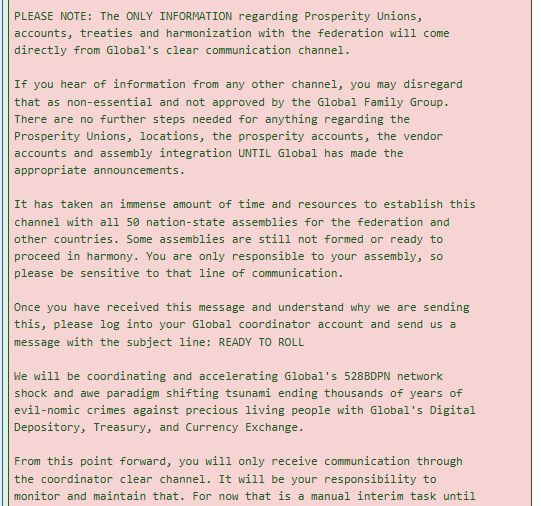 PLEASE NOTE: The ONLY INFORMATION regarding Prosperity Unions,
accounts, treaties and harmonization with the federation will come
directly from Global's clear communication channel.
If you hear of information from any other channel, you may disregard
that as non-essential and not approved by the Global Family Group.
There are no further steps needed for anything regarding the
Prosperity Unions, locations, the prosperity accounts, the vendor
accounts and assembly integration UNTIL Global has made the
appropriate announcements.
It has taken an immense amount of time and resources to establish this
channel with all 50 nation-state assemblies for the federation and
other countries. Some assemblies are still not formed or ready to
proceed in harmony. You are only responsible to your assembly, so
please be sensitive to that line of communication.
Once you have received this message and understand why we are sending
this, please log into your Global coordinator account and send us a
message with the subject line: READY TO ROLL
We will be coordinating and accelerating Global's 528BDPN network
shock and awe paradigm shifting tsunami ending thousands of years of
evil-nomic crimes against precious living people with Global's Digital
Depository, Treasury, and Currency Exchange.
From this point forward, you will only receive communication through
the coordinator clear channel. It will be your responsibility to
monitor and maintain that. For now that is a manual interim task until